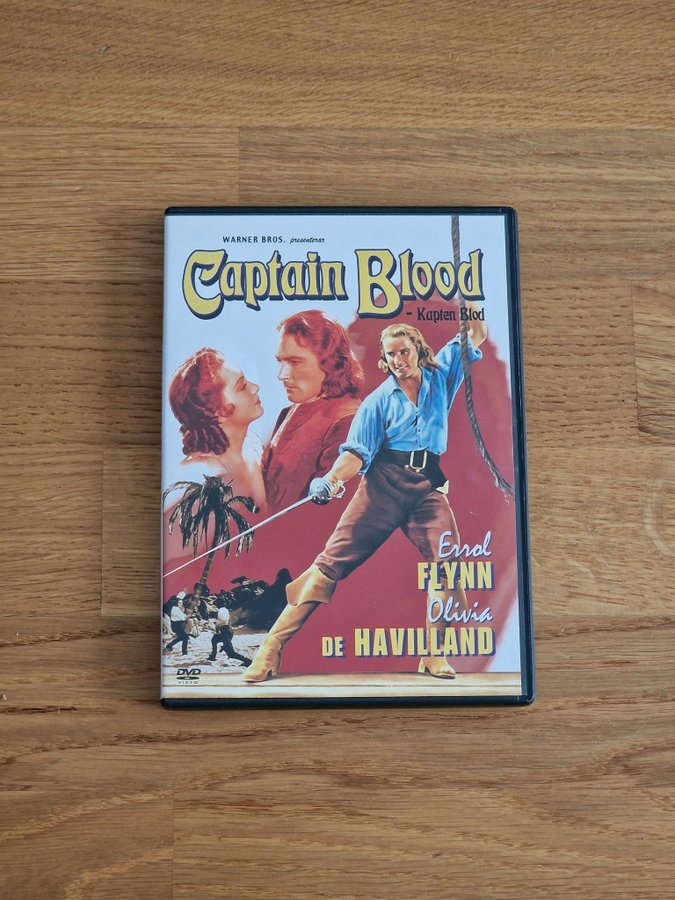 WARNER BROS. presenterar
Captain Blood
- Kapten Blod
Errol
FLYNN
Olivia
DE HAVILLAND
DVD
VIDEO